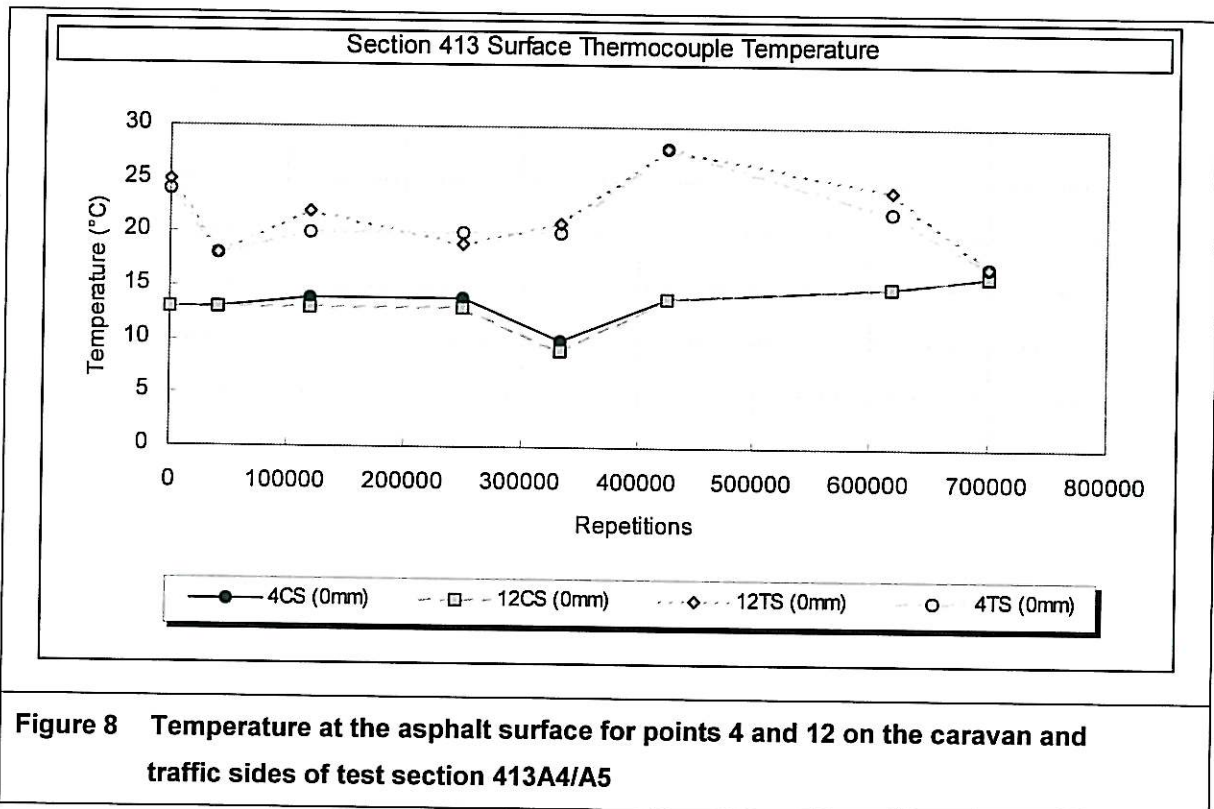 Section 413 Surface Thermocouple Temperature
30
25
20
15
10
5
0
Temperature (°C)
0 100000 200000 300000 400000 500000 600000 700000 800000
Repetitions
4CS (0mm) 12CS (0mm) 12TS (0mm) 4TS (0mm)
Figure 8 Temperature at the asphalt surface for points 4 and 12 on the caravan and
traffic sides of test section 413A4/A5